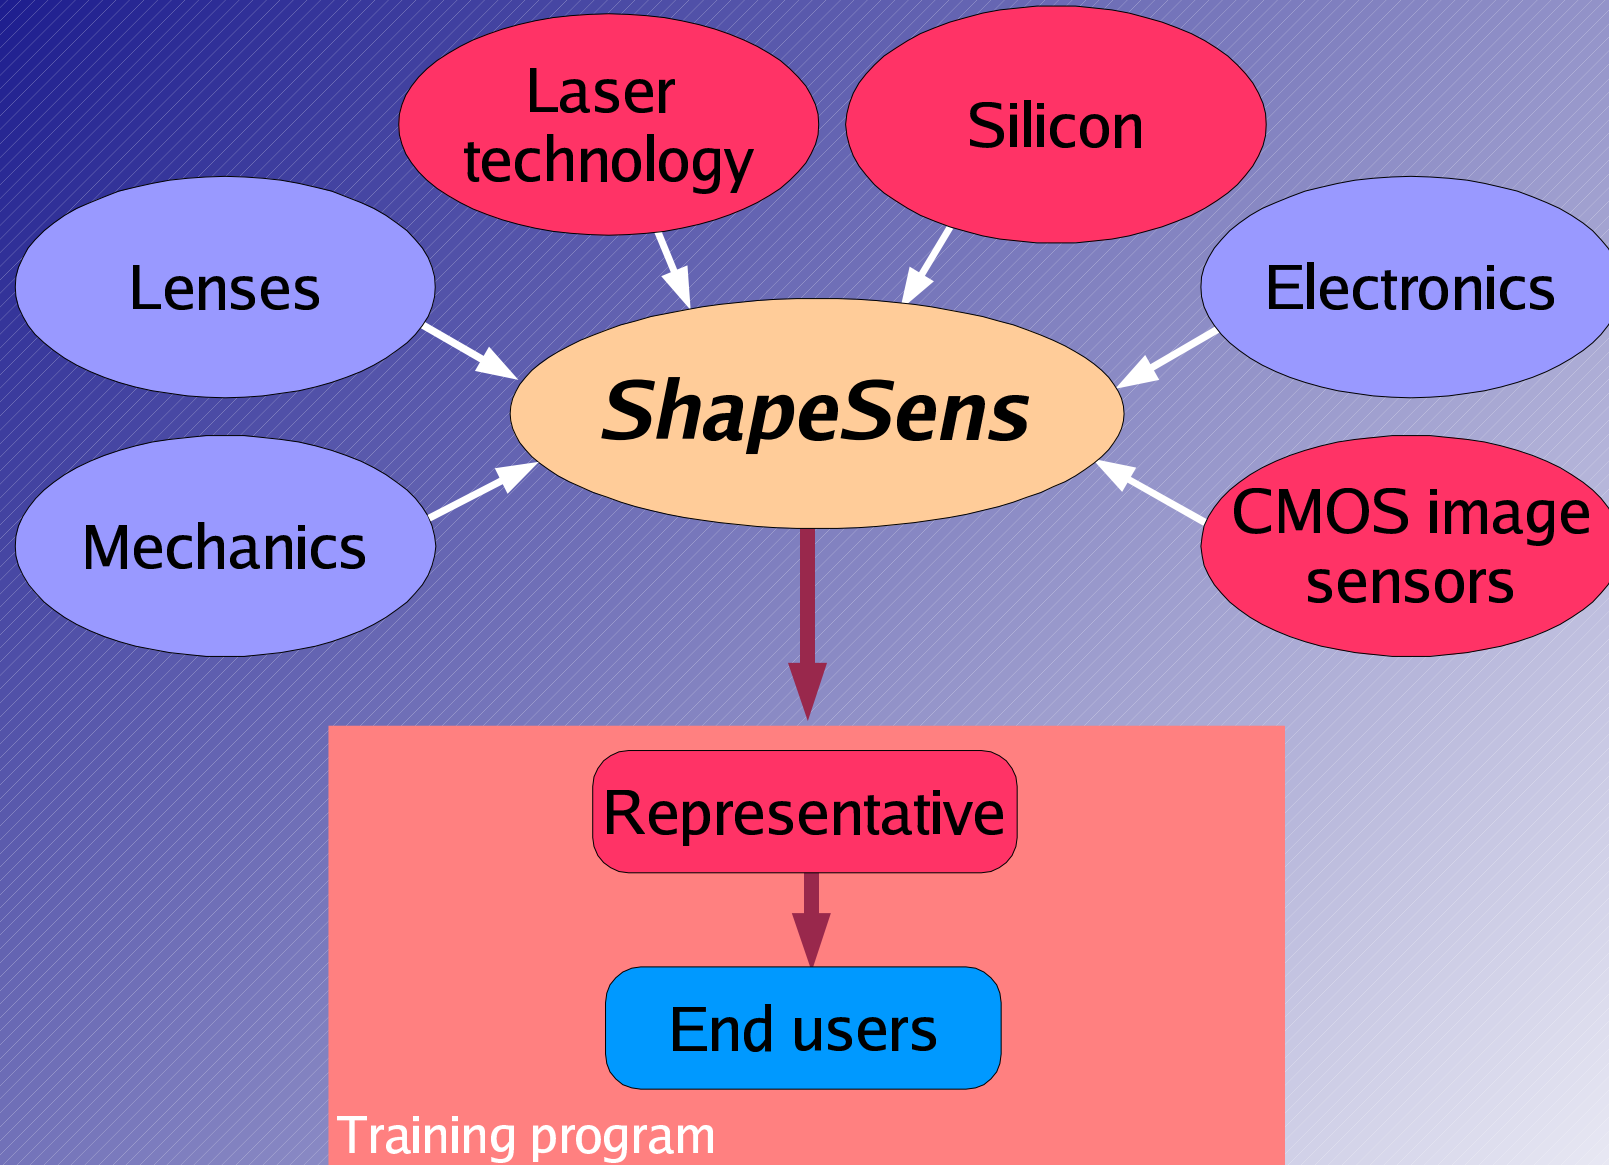 Laser
technology
Silicon
Lenses
Electronics
ShapeSens
Mechanics
CMOS image
sensors
Representative
End users
Training program